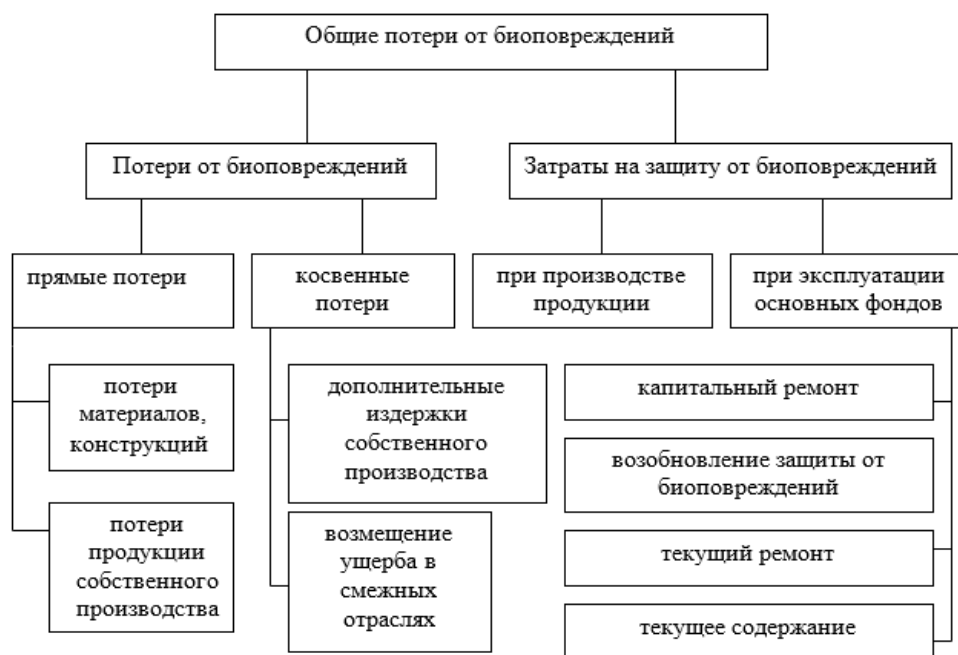 Общие потери от биоповреждений
Потери от биоповреждений
Затраты на защиту от биоповреждений
прямые потери
косвенные
потери
при производстве
продукции
при эксплуатации
основных фондов
потери
материалов,
конструкций
потери
продукции
собственного
производства
дополнительные
издержки
собственного
производства
возмещение
ущерба в
смежных
отраслях
капитальный ремонт
возобновление защиты от
биоповреждений
текущий ремонт
текущее содержание